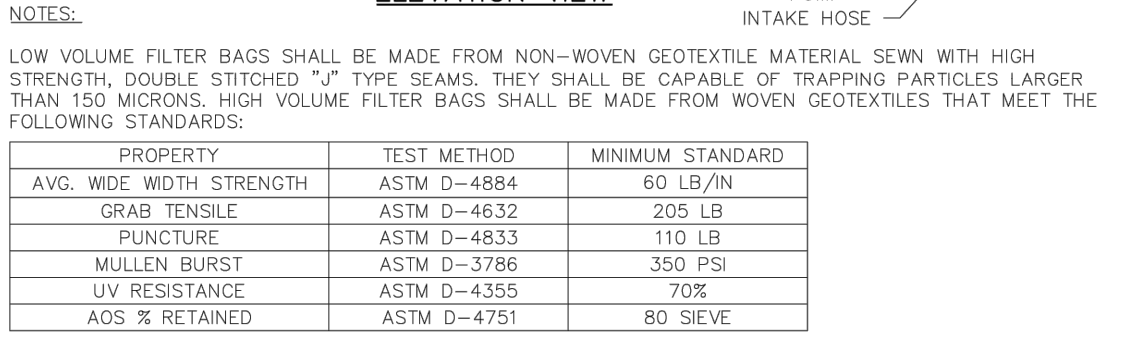 NOTES:
INTAKE HOSE
LOW VOLUME FILTER BAGS SHALL BE MADE FROM NON-WOVEN GEOTEXTILE MATERIAL SEWN WITH HIGH
STRENGTH, DOUBLE STITCHED "J" TYPE SEAMS. THEY SHALL BE CAPABLE OF TRAPPING PARTICLES LARGER
THAN 150 MICRONS. HIGH VOLUME FILTER BAGS SHALL BE MADE FROM WOVEN GEOTEXTILES THAT MEET THE
FOLLOWING STANDARDS:
PROPERTY TEST METHOD MINIMUM STANDARD
AVG. WIDE WIDTH STRENGTH ASTM D-4884 60 LB/IN
GRAB TENSILE ASTM D-4632 205 LB
PUNCTURE ASTM D-4833 110 LB
MULLEN BURST ASTM D-3786 350 PSI
UV RESISTANCE ASTM D-4355 70%
AOS % RETAINED ASTM D-4751 80 SIEVE